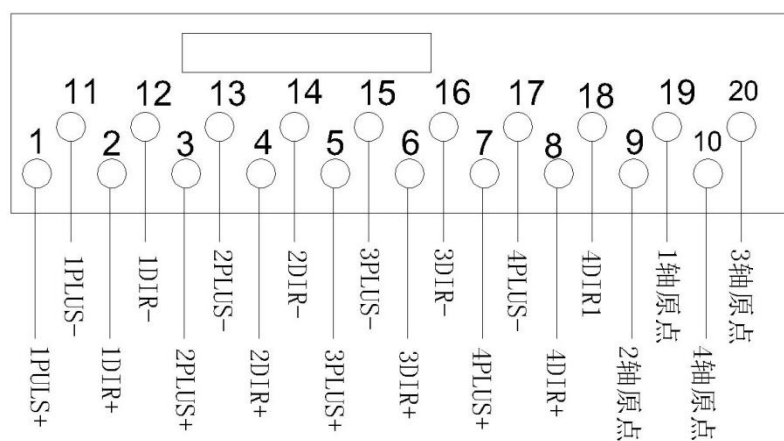 11 12 13 14 15 16 17 18 19 20
1 2 3 4 5 6 7 8 9 10
1PLUS-
1DIR-
2PLUS-
2DIR-
3PLUS-
3DIR-
4PLUS-
4DIR1
1轴原点
3轴原点
1PULS+
1DIR+
2PLUS+
2DIR+
3PLUS+
3DIR+
4PLUS+
4DIR+
2轴原点
4轴原点